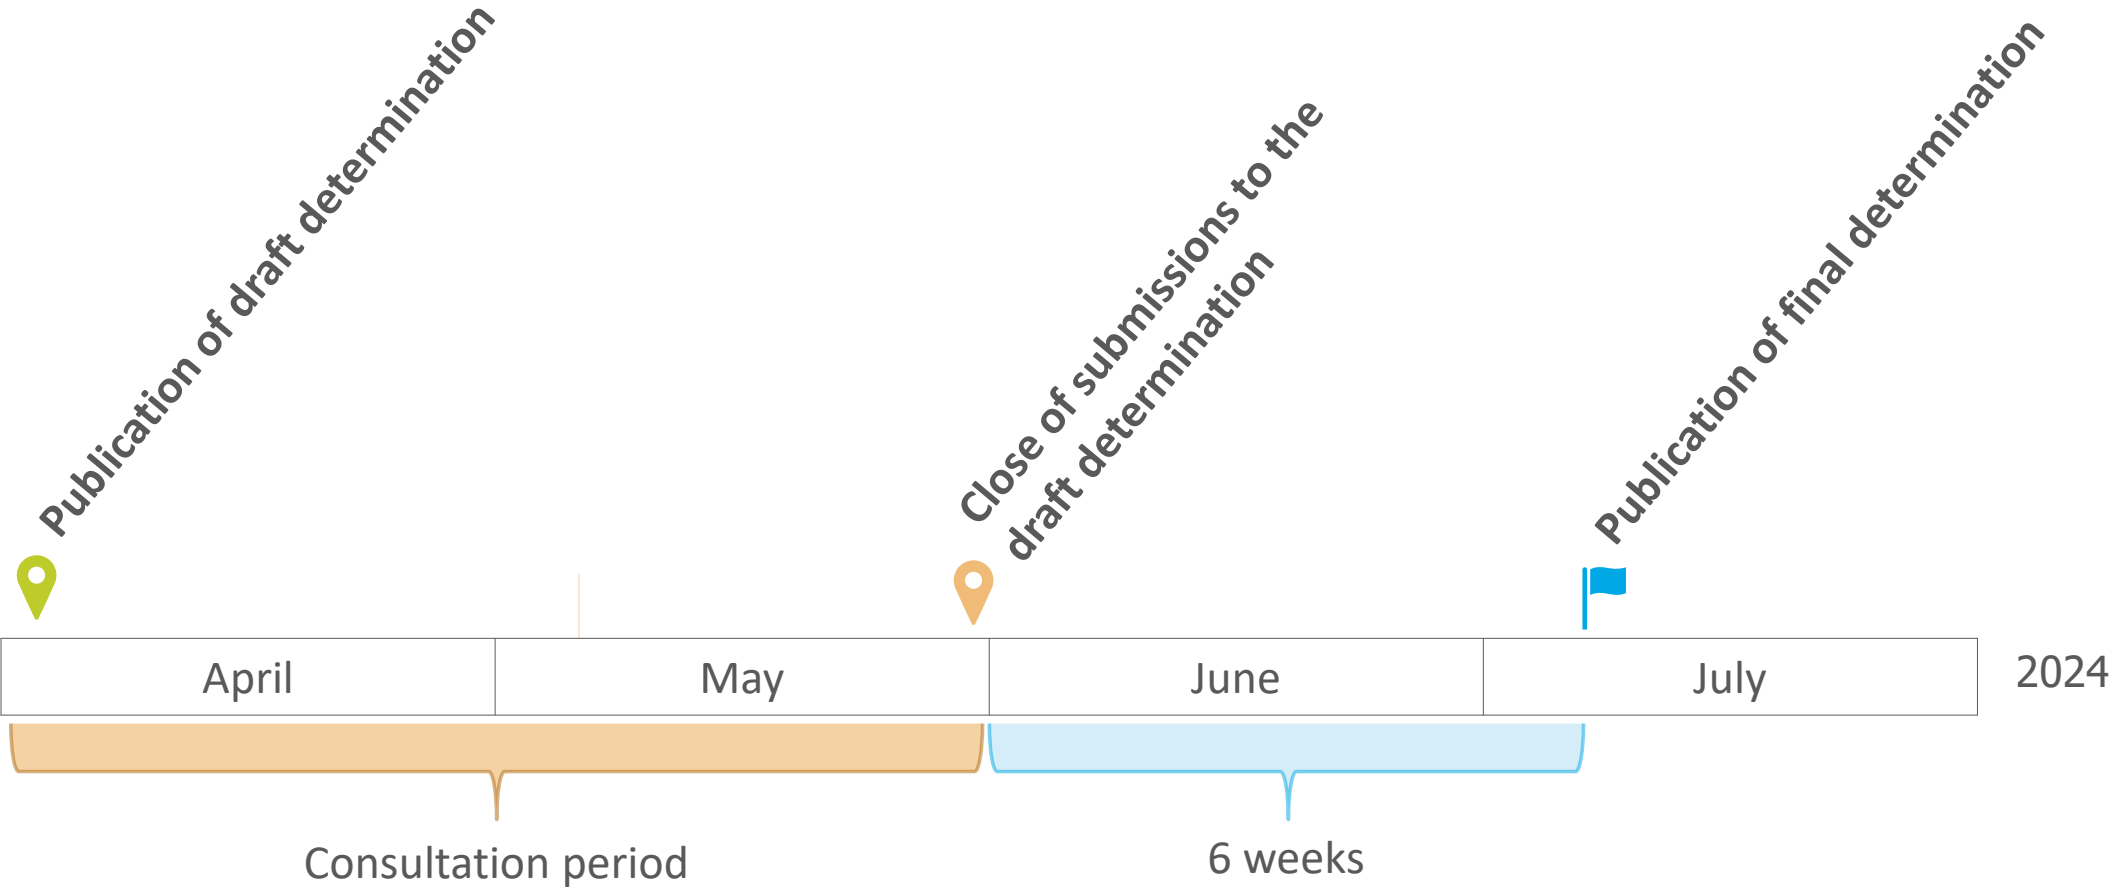 Publication of draft determination
Close of submissions to the
draft determination
Publication of final determination
April
May
June
July
2024
Consultation period
6 weeks